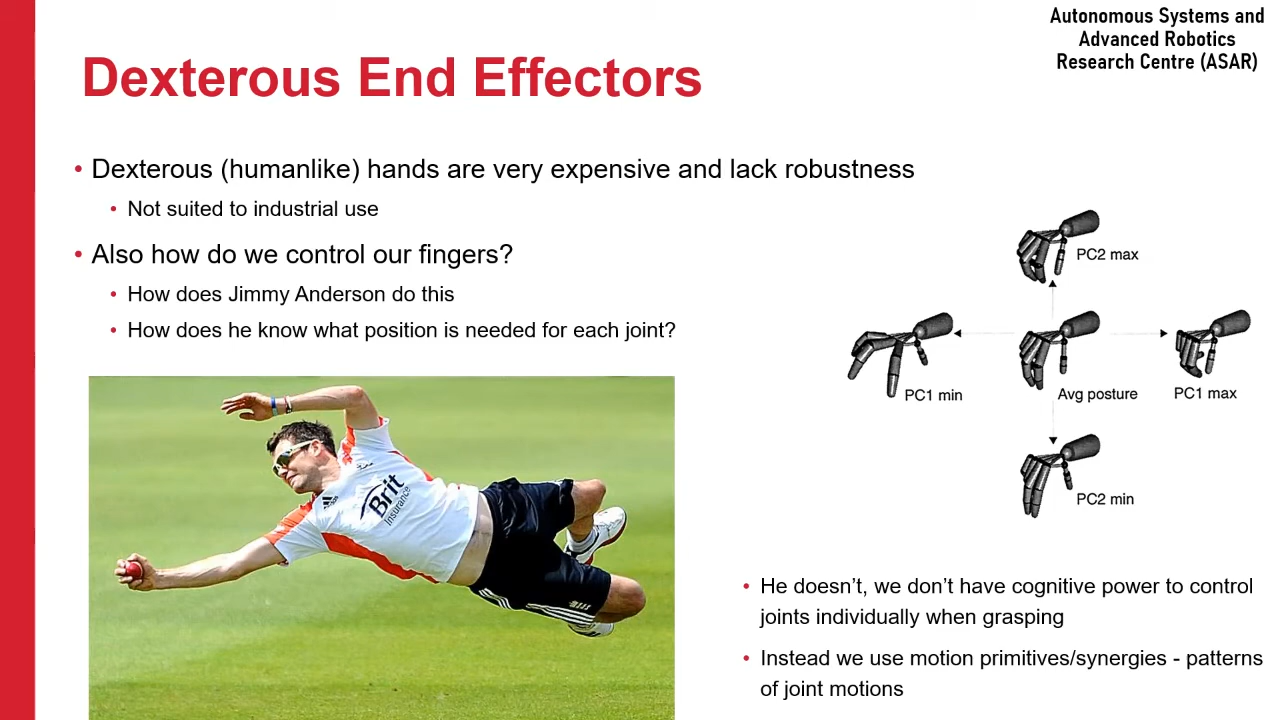 Autonomous Systems and
Advanced Robotics
Research Centre (ASAR)
Dexterous End Effectors
• Dexterous (humanlike) hands are very expensive and lack robustness
• Not suited to industrial use
• Also how do we control our fingers?
• How does Jimmy Anderson do this
• How does he know what position is needed for each joint?
PC2 max
PC1 min
Avg posture
PC1 max
PC2 min
Brit
Insurance
• He doesn’t, we don’t have cognitive power to control
joints individually when grasping
• Instead we use motion primitives/synergies - patterns
of joint motions